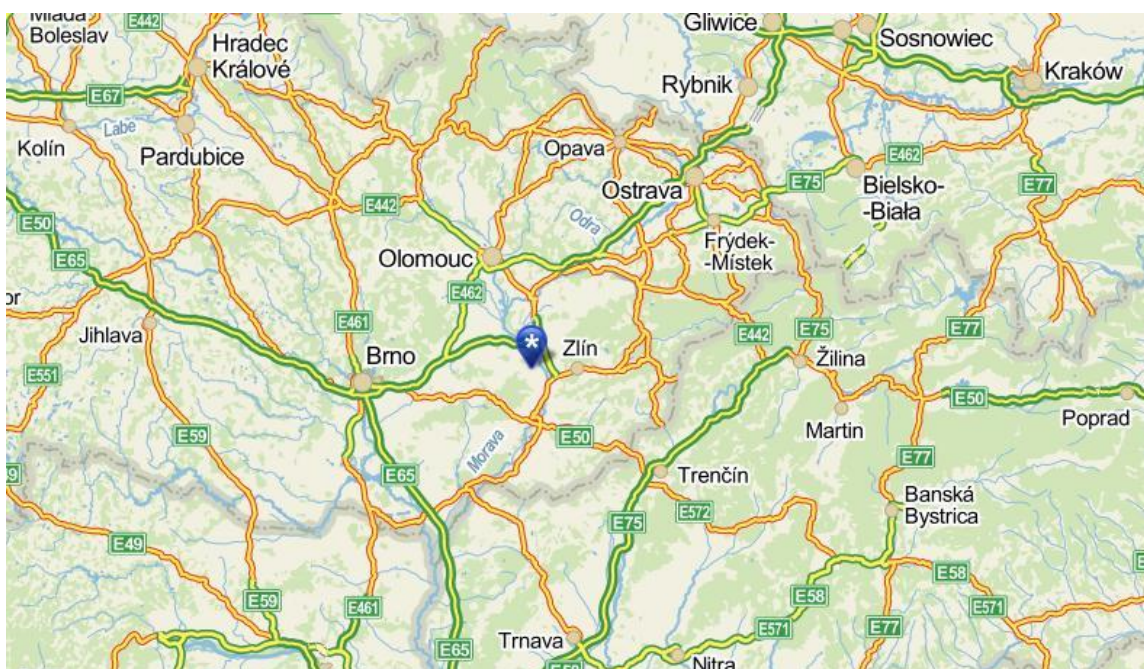 Mladá
Boleslav
E442
Hradec
Králové
Gliwice
Sosnowiec
Rybnik
Kraków
E67
Labe
Kolín
Pardubice
Opava
Ostrava
E75
E462
Bielsko-
-Biała
E77
E50
E442
Odra
Frýdek-
-Místek
E65
Olomouc
E462
Jihlava
E461
Brno
*
Zlín
E442
E75
Žilina
E77
E551
E50
Poprad
Martin
E59
Morava
E50
E65
Trenčín
E77
E572
Banská
Bystrica
E75
E49
E59
E461
E58
E58
E571
Trnava
E571
E77
Nitra